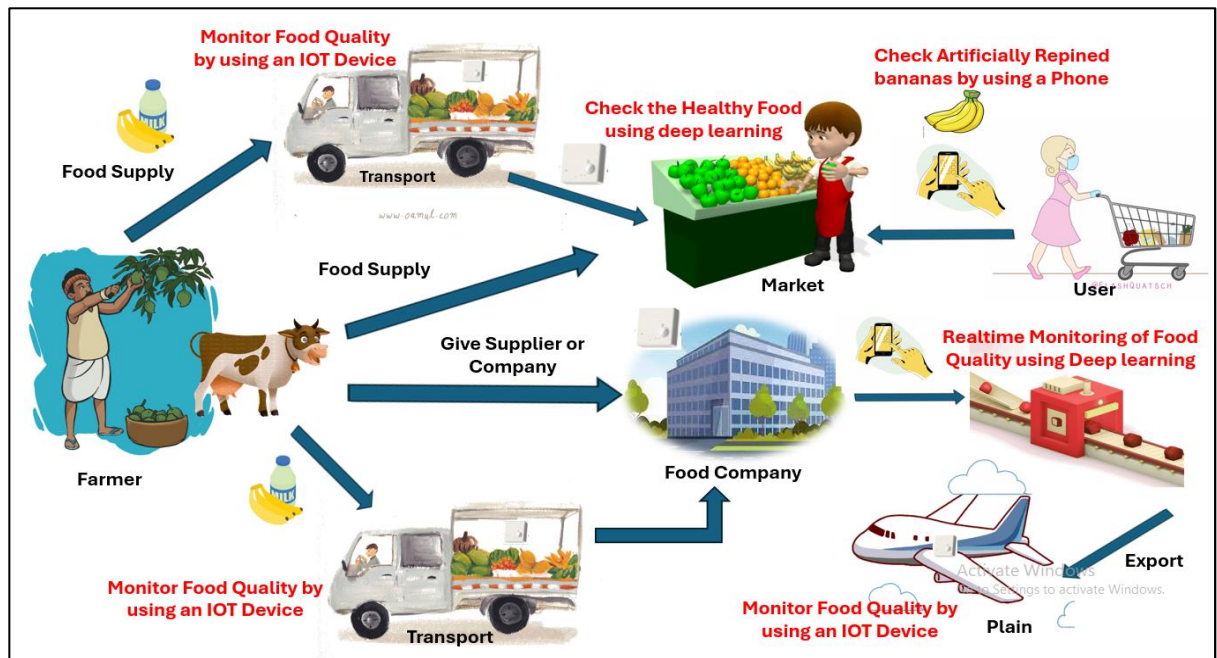 Monitor Food Quality
by using an IOT Device
Check Artificially Repined
bananas by using a Phone
Check the Healthy Food
using deep learning
MILK
Food Supply
Transport
www.oamul.com
Food Supply
Market
@FLASHQUATSCH
User
Give Supplier or
Company
Realtime Monitoring of Food
Quality using Deep learning
Farmer
MILK
Food Company
Monitor Food Quality by
using an IOT Device
Transport
Export
Activate Windows
Settings to activate Windows.
Monitor Food Quality by
using an IOT Device
Plain